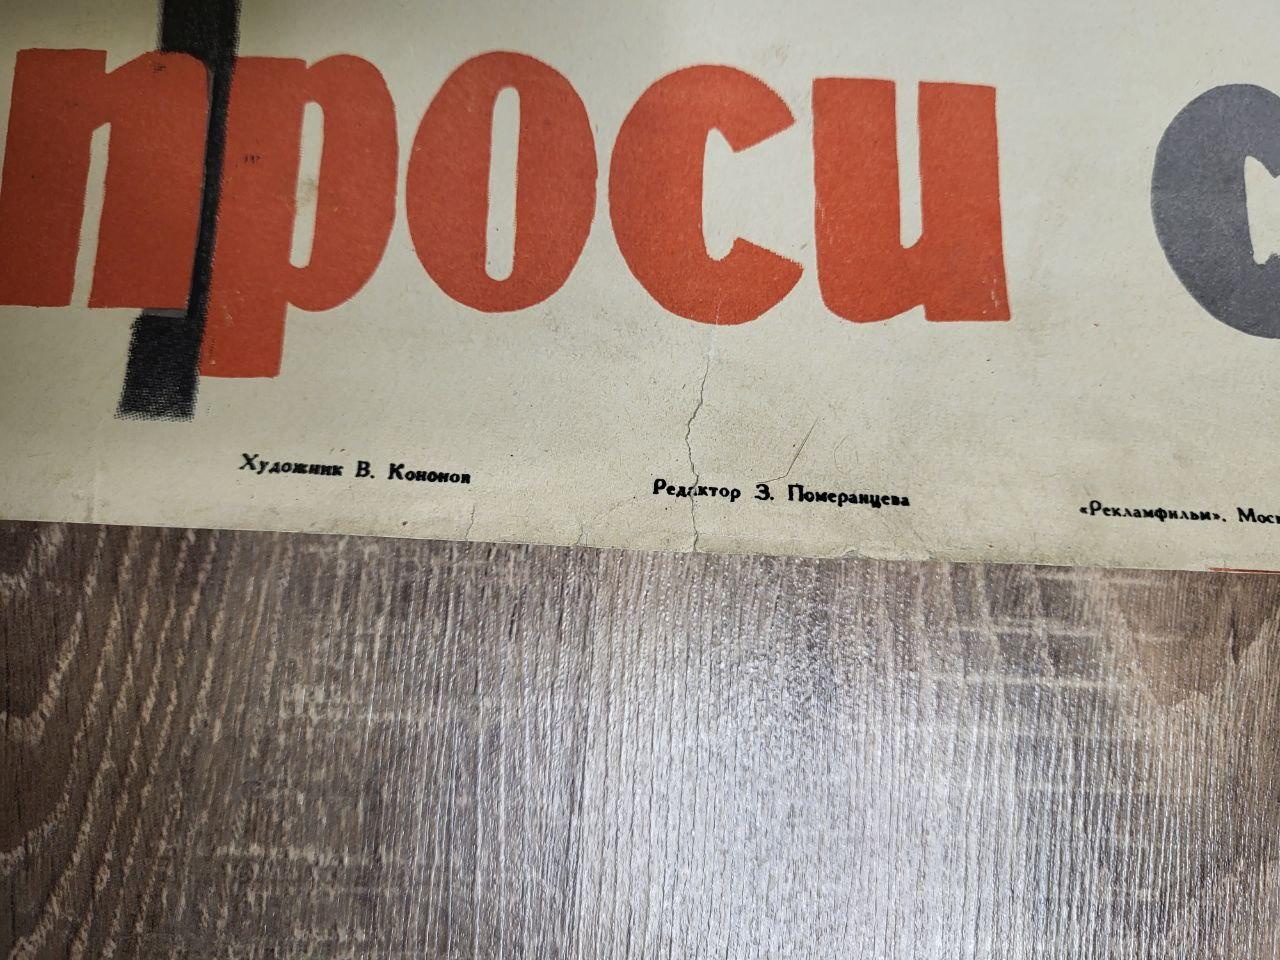 проси с
Художник В. Кононов
Редактор З. Померанцева
«Рекламфильм». Мос